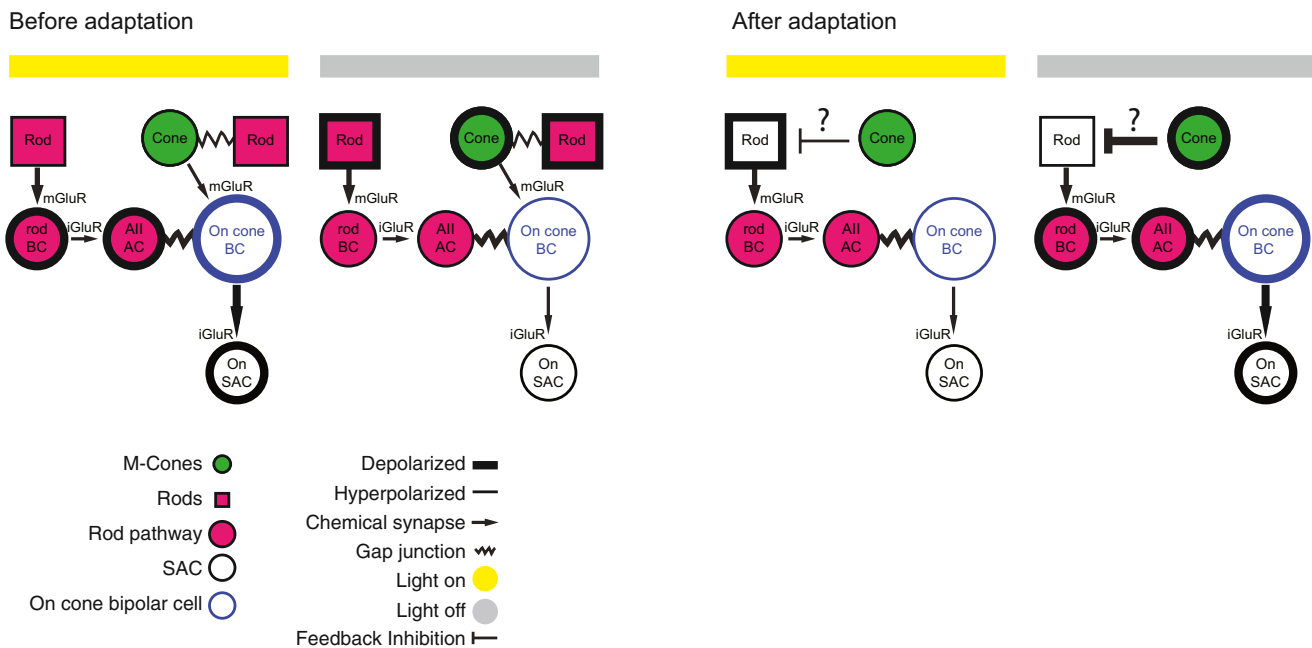 Before adaptation
After adaptation
Rod
Cone
Rod
mGluR
mGluR
rod
BC
iGluR
AII
AC
On cone
BC
iGluR
On
SAC
Rod
Cone
Rod
mGluR
mGluR
rod
BC
iGluR
AII
AC
On cone
BC
iGluR
On
SAC
Rod
?
Cone
mGluR
rod
BC
iGluR
AII
AC
On cone
BC
iGluR
On
SAC
Rod
?
Cone
mGluR
rod
BC
iGluR
AII
AC
On cone
BC
iGluR
On
SAC
M-Cones
Rods
Rod pathway
SAC
On cone bipolar cell
Depolarized
Hyperpolarized
Chemical synapse
Gap junction
Light on
Light off
Feedback Inhibition